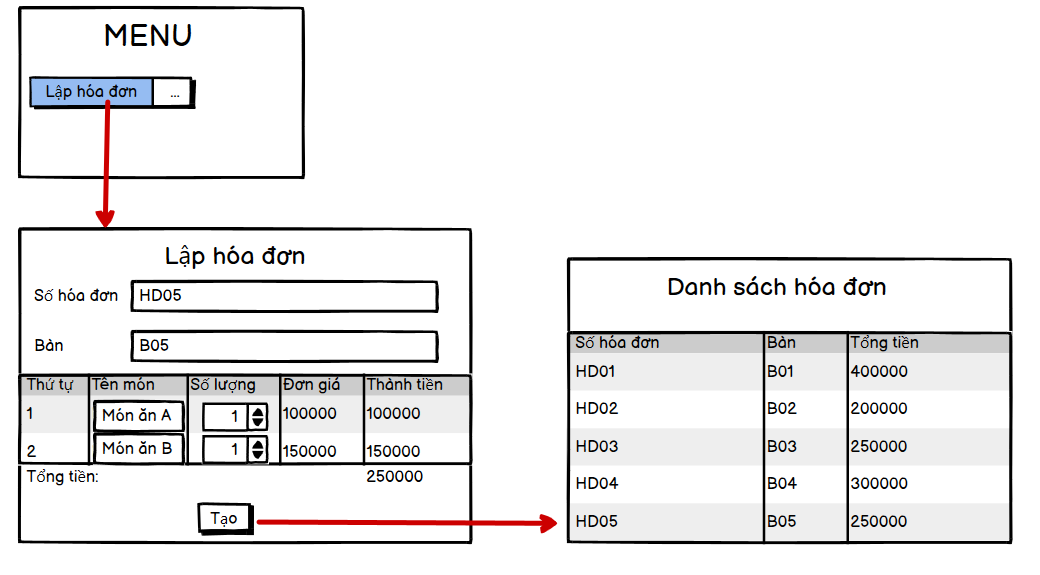 MENU
Lập hóa đơn ...
Lập hóa đơn
Số hóa đơn HD05
Bàn B05
Thứ tự Tên món Số lượng Đơn giá Thành tiền
1 Món ăn A 1 100000 100000
2 Món ăn B 1 150000 150000
Tổng tiền: 250000
Tạo
Danh sách hóa đơn
Số hóa đơn Bàn Tổng tiền
HD01 B01 400000
HD02 B02 200000
HD03 B03 250000
HD04 B04 300000
HD05 B05 250000